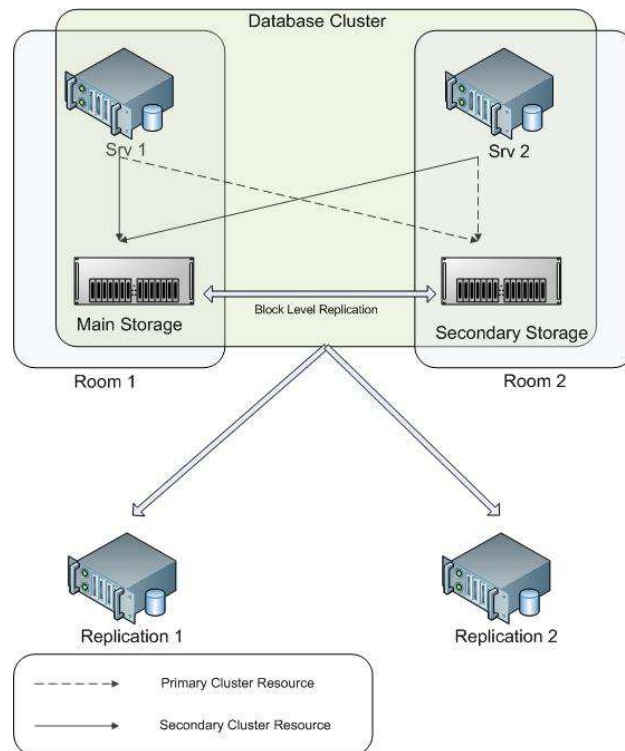 Database Cluster
Srv 1
Srv 2
Block Level Replication
Main Storage
Secondary Storage
Room 1
Room 2
Replication 1
Replication 2
Primary Cluster Resource
Secondary Cluster Resource